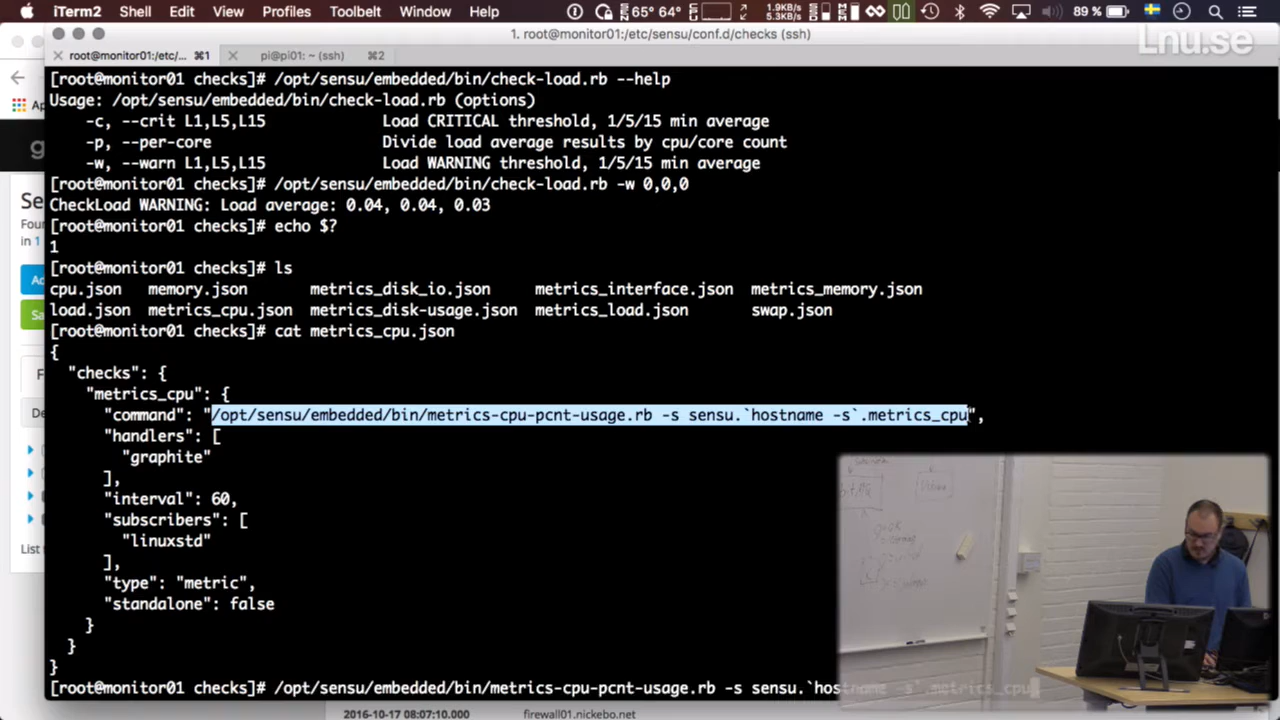 iTerm2 Shell Edit View Profiles Toolbelt Window Help 65° 64° 1.9KB/s 5.3KB/s 89 %
1. root@monitor01:/etc/sensu/conf.d/checks (ssh)
Lnu.se
root@monitor01:/etc/... ⌘1 pi@pi01: ~ (ssh) ⌘2
[root@monitor01 checks]# /opt/sensu/embedded/bin/check-load.rb --help
Usage: /opt/sensu/embedded/bin/check-load.rb (options)
-c, --crit L1,L5,L15 Load CRITICAL threshold, 1/5/15 min average
-p, --per-core Divide load average results by cpu/core count
-w, --warn L1,L5,L15 Load WARNING threshold, 1/5/15 min average
[root@monitor01 checks]# /opt/sensu/embedded/bin/check-load.rb -w 0,0,0
CheckLoad WARNING: Load average: 0.04, 0.04, 0.03
[root@monitor01 checks]# echo $?
1
[root@monitor01 checks]# ls
cpu.json memory.json metrics_disk_io.json metrics_interface.json metrics_memory.json
load.json metrics_cpu.json metrics_disk-usage.json metrics_load.json swap.json
[root@monitor01 checks]# cat metrics_cpu.json
{
"checks": {
"metrics_cpu": {
"command": "/opt/sensu/embedded/bin/metrics-cpu-pcnt-usage.rb -s sensu.`hostname -s`.metrics_cpu",
"handlers": [
"graphite"
],
"interval": 60,
"subscribers": [
"linuxstd"
],
"type": "metric",
"standalone": false
}
}
}
[root@monitor01 checks]# /opt/sensu/embedded/bin/metrics-cpu-pcnt-usage.rb -s sensu.`hostname -s`.metrics_cpu
2016-10-17 08:07:10.000 firewall01.nickebo.net